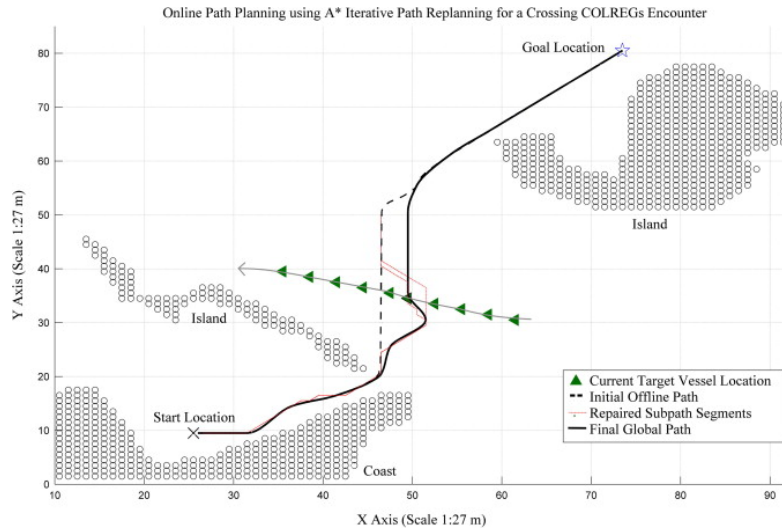 Online Path Planning using A* Iterative Path Replanning for a Crossing COLREGs Encounter
Goal Location
80
70
60
50
40
30
20
10
0
Y Axis (Scale 1:27 m)
Island
Island
Start Location
Coast
Current Target Vessel Location
Initial Offline Path
Repaired Subpath Segments
Final Global Path
10 20 30 40 50 60 70 80 90
X Axis (Scale 1:27 m)